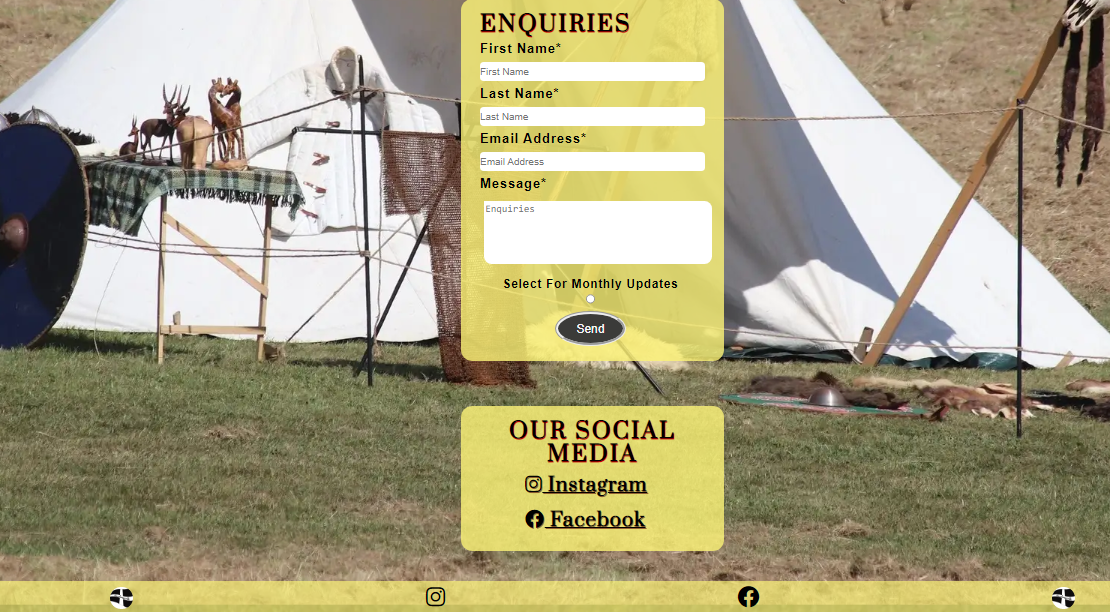 ENQUIRIES
First Name*
First Name
Last Name*
Last Name
Email Address*
Email Address
Message*
Enquiries
Select For Monthly Updates
Send
OUR SOCIAL
MEDIA
Instagram
Facebook